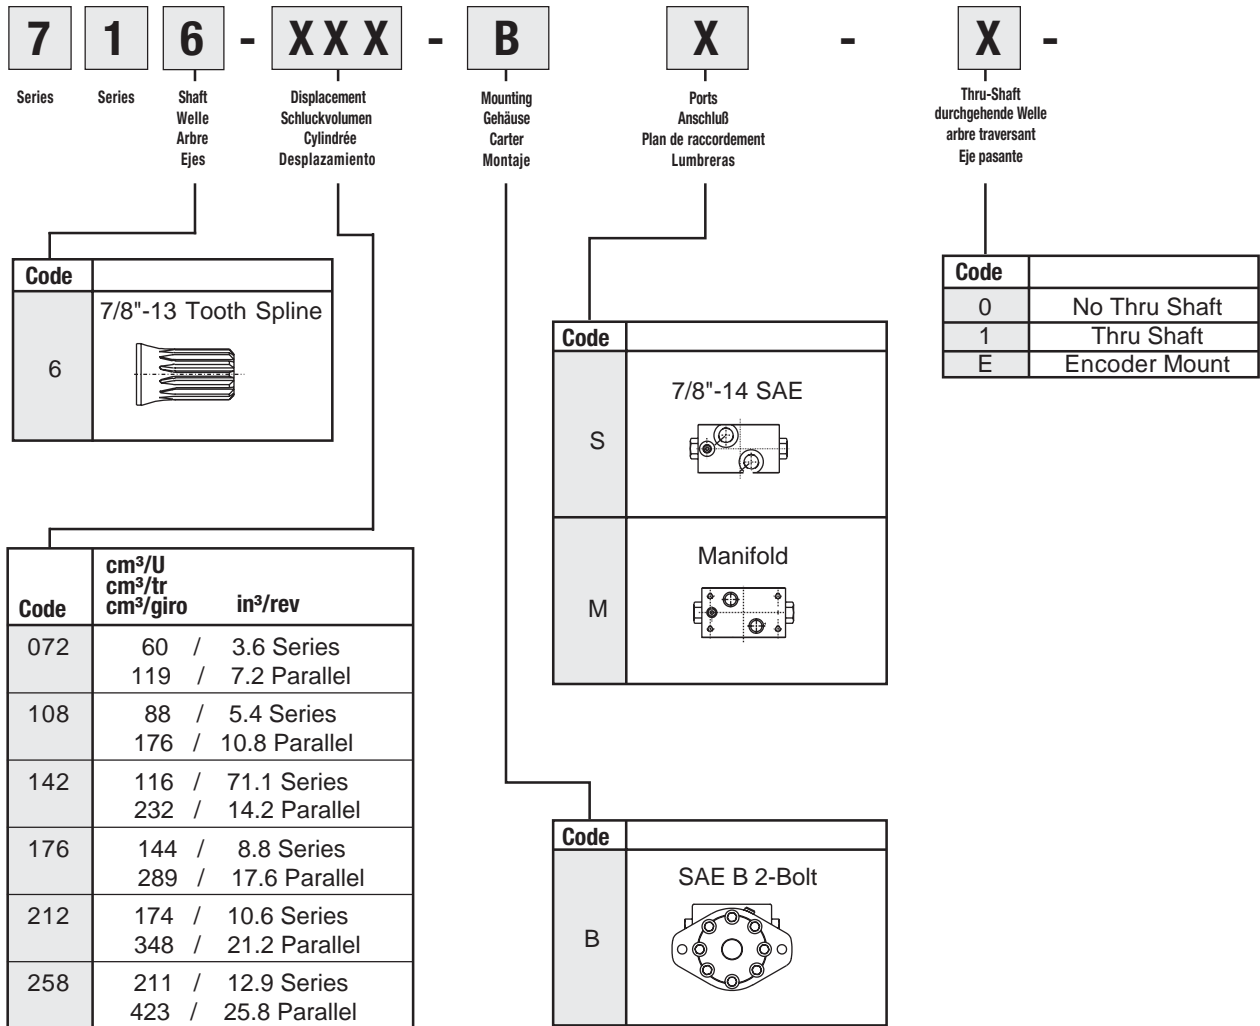 7 1 6 - X X X - B X - X -
Series Series Shaft Displacement Mounting Ports Thru-Shaft
Welle Schluckvolumen Gehäuse Anschluß durchgehende Welle
Arbre Cylindrée Carter Plan de raccordement arbre traversant
Ejes Desplazamiento Montaje Lumbreras Eje pasante
Code
7/8"-13 Tooth Spline
6
Code
0 No Thru Shaft
1 Thru Shaft
E Encoder Mount
Code
7/8"-14 SAE
S
Manifold
M
cm³/U
cm³/tr
Code cm³/giro in³/rev
072 60 / 3.6 Series
119 / 7.2 Parallel
108 88 / 5.4 Series
176 / 10.8 Parallel
142 116 / 71.1 Series
232 / 14.2 Parallel
176 144 / 8.8 Series
289 / 17.6 Parallel
212 174 / 10.6 Series
348 / 21.2 Parallel
258 211 / 12.9 Series
423 / 25.8 Parallel
Code
SAE B 2-Bolt
B